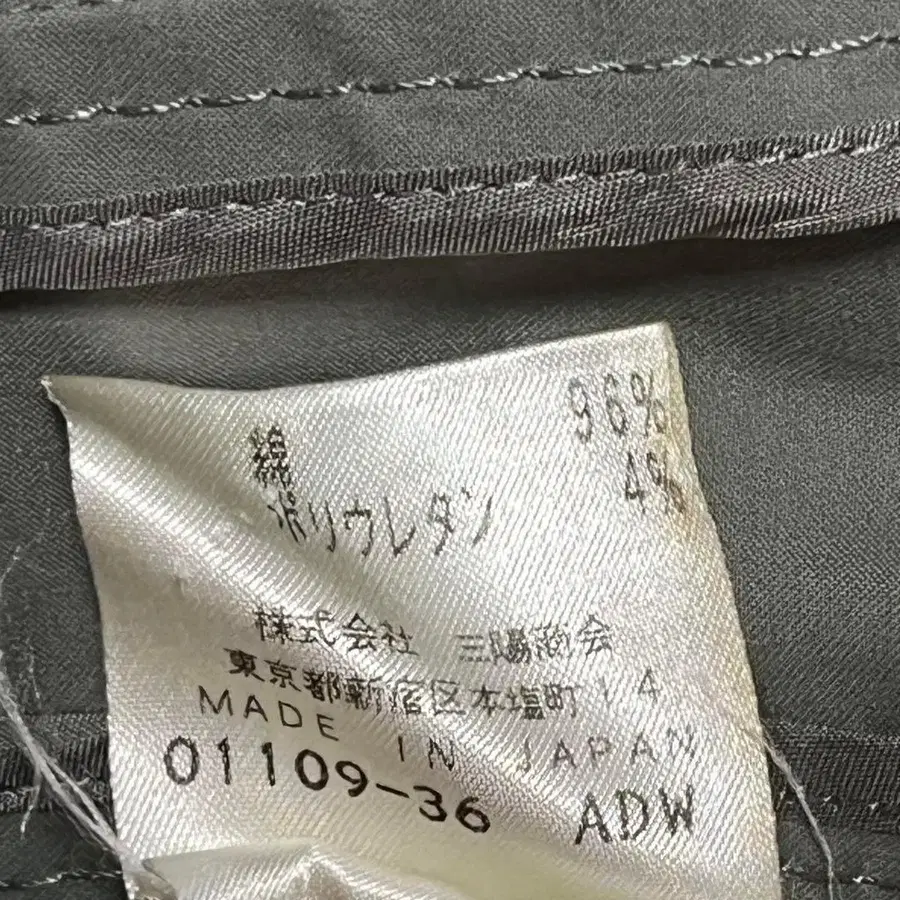 綿 96%
ポリウレタン 4%
株式会社 三陽商会
東京都新宿区本塩町14
MADE IN JAPAN
01109-36 ADW